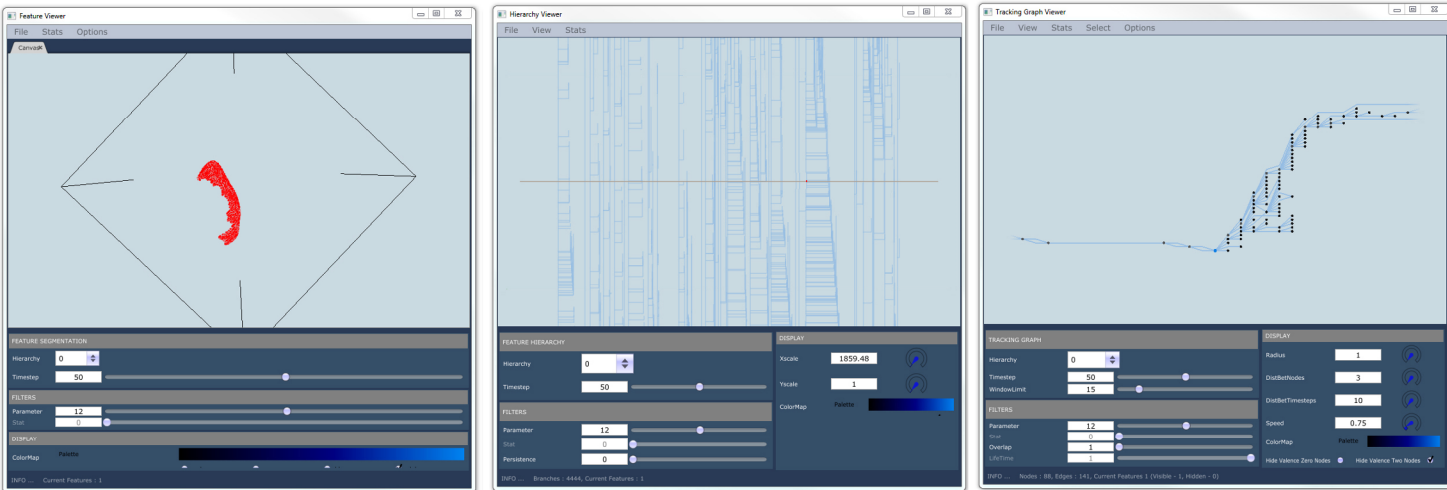 Feature Viewer
File Stats Options
Canvas
FEATURE SEGMENTATION
Hierarchy 0
Timestep 50
FILTERS
Parameter 12
Stat 0
DISPLAY
ColorMap Palette
INFO ... Current Features : 1
Hierarchy Viewer
File View Branches
FEATURE HIERARCHY
Hierarchy 0
Timestep 50
FILTERS
Parameter 12
Stat 0
Persistence 0
DISPLAY
Xscale 1859.48
Yscale 1
ColorMap Palette
INFO ... Branches : 4444, Current Features : 1
Tracking Graph Viewer
File View Stats Select Options
TRACKING GRAPH
Hierarchy 0
Timestep 50
WindowLimit 15
FILTERS
Parameter 12
Stat 0
Overlap 1
LifeTime 1
DISPLAY
Radius 1
DistBetNodes 3
DistBetTimesteps 10
Speed 0.75
ColorMap Palette
Hide Valence Zero Nodes Hide Valence Two Nodes
INFO ... Nodes : 88, Edges : 141, Current Features 1 (Visible - 1, Hidden - 0)